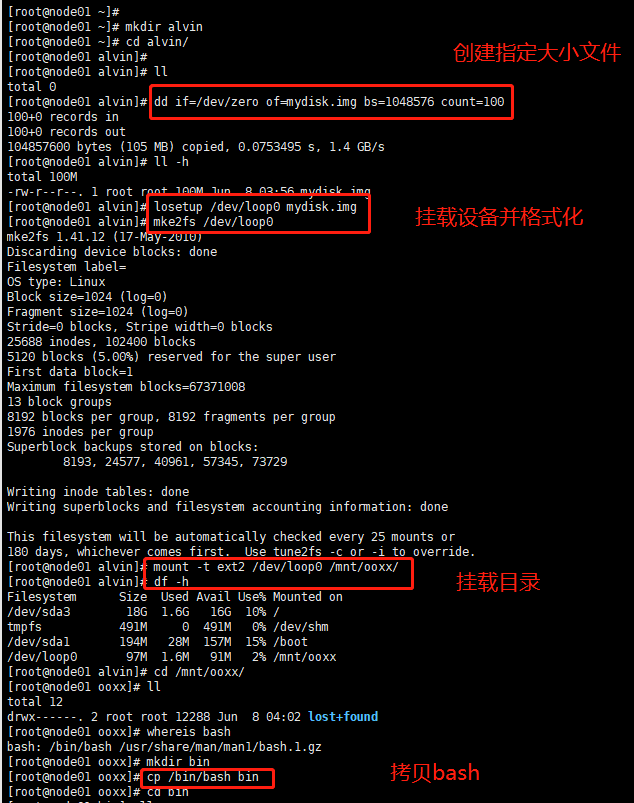 [root@node01 ~]#
[root@node01 ~]# mkdir alvin
[root@node01 ~]# cd alvin/
[root@node01 alvin]#
创建指定大小文件
[root@node01 alvin]# ll
total 0
[root@node01 alvin]# dd if=/dev/zero of=mydisk.img bs=1048576 count=100
100+0 records in
100+0 records out
104857600 bytes (105 MB) copied, 0.0753495 s, 1.4 GB/s
[root@node01 alvin]# ll -h
total 100M
-rw-r--r--. 1 root root 100M Jun  8 03:56 mydisk.img
[root@node01 alvin]# losetup /dev/loop0 mydisk.img
挂载设备并格式化
[root@node01 alvin]# mke2fs /dev/loop0
mke2fs 1.41.12 (17-May-2010)
Discarding device blocks: done
Filesystem label=
OS type: Linux
Block size=1024 (log=0)
Fragment size=1024 (log=0)
Stride=0 blocks, Stripe width=0 blocks
25688 inodes, 102400 blocks
5120 blocks (5.00%) reserved for the super user
First data block=1
Maximum filesystem blocks=67371008
13 block groups
8192 blocks per group, 8192 fragments per group
1976 inodes per group
Superblock backups stored on blocks:
8193, 24577, 40961, 57345, 73729
Writing inode tables: done
Writing superblocks and filesystem accounting information: done
This filesystem will be automatically checked every 25 mounts or
180 days, whichever comes first.  Use tune2fs -c or -i to override.
[root@node01 alvin]# mount -t ext2 /dev/loop0 /mnt/ooxx/
挂载目录
[root@node01 alvin]# df -h
Filesystem      Size  Used Avail Use% Mounted on
/dev/sda3        18G  1.6G   16G  10% /
tmpfs           491M     0  491M   0% /dev/shm
/dev/sda1       194M   28M  157M  15% /boot
/dev/loop0       97M  1.6M   91M   2% /mnt/ooxx
[root@node01 alvin]# cd /mnt/ooxx/
[root@node01 ooxx]# ll
total 12
drwx------. 2 root root 12288 Jun  8 04:02 lost+found
[root@node01 ooxx]# whereis bash
bash: /bin/bash /usr/share/man/man1/bash.1.gz
[root@node01 ooxx]# mkdir bin
[root@node01 ooxx]# cp /bin/bash bin
拷贝bash
[root@node01 ooxx]# cd bin